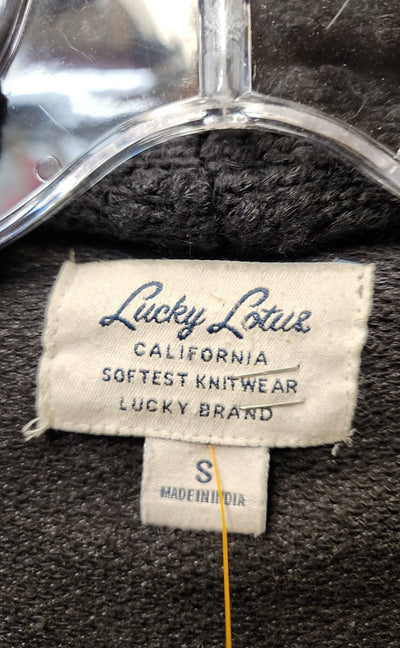 Lucky Lotus
CALIFORNIA
SOFTEST KNITWEAR
LUCKY BRAND
S
MADE IN INDIA